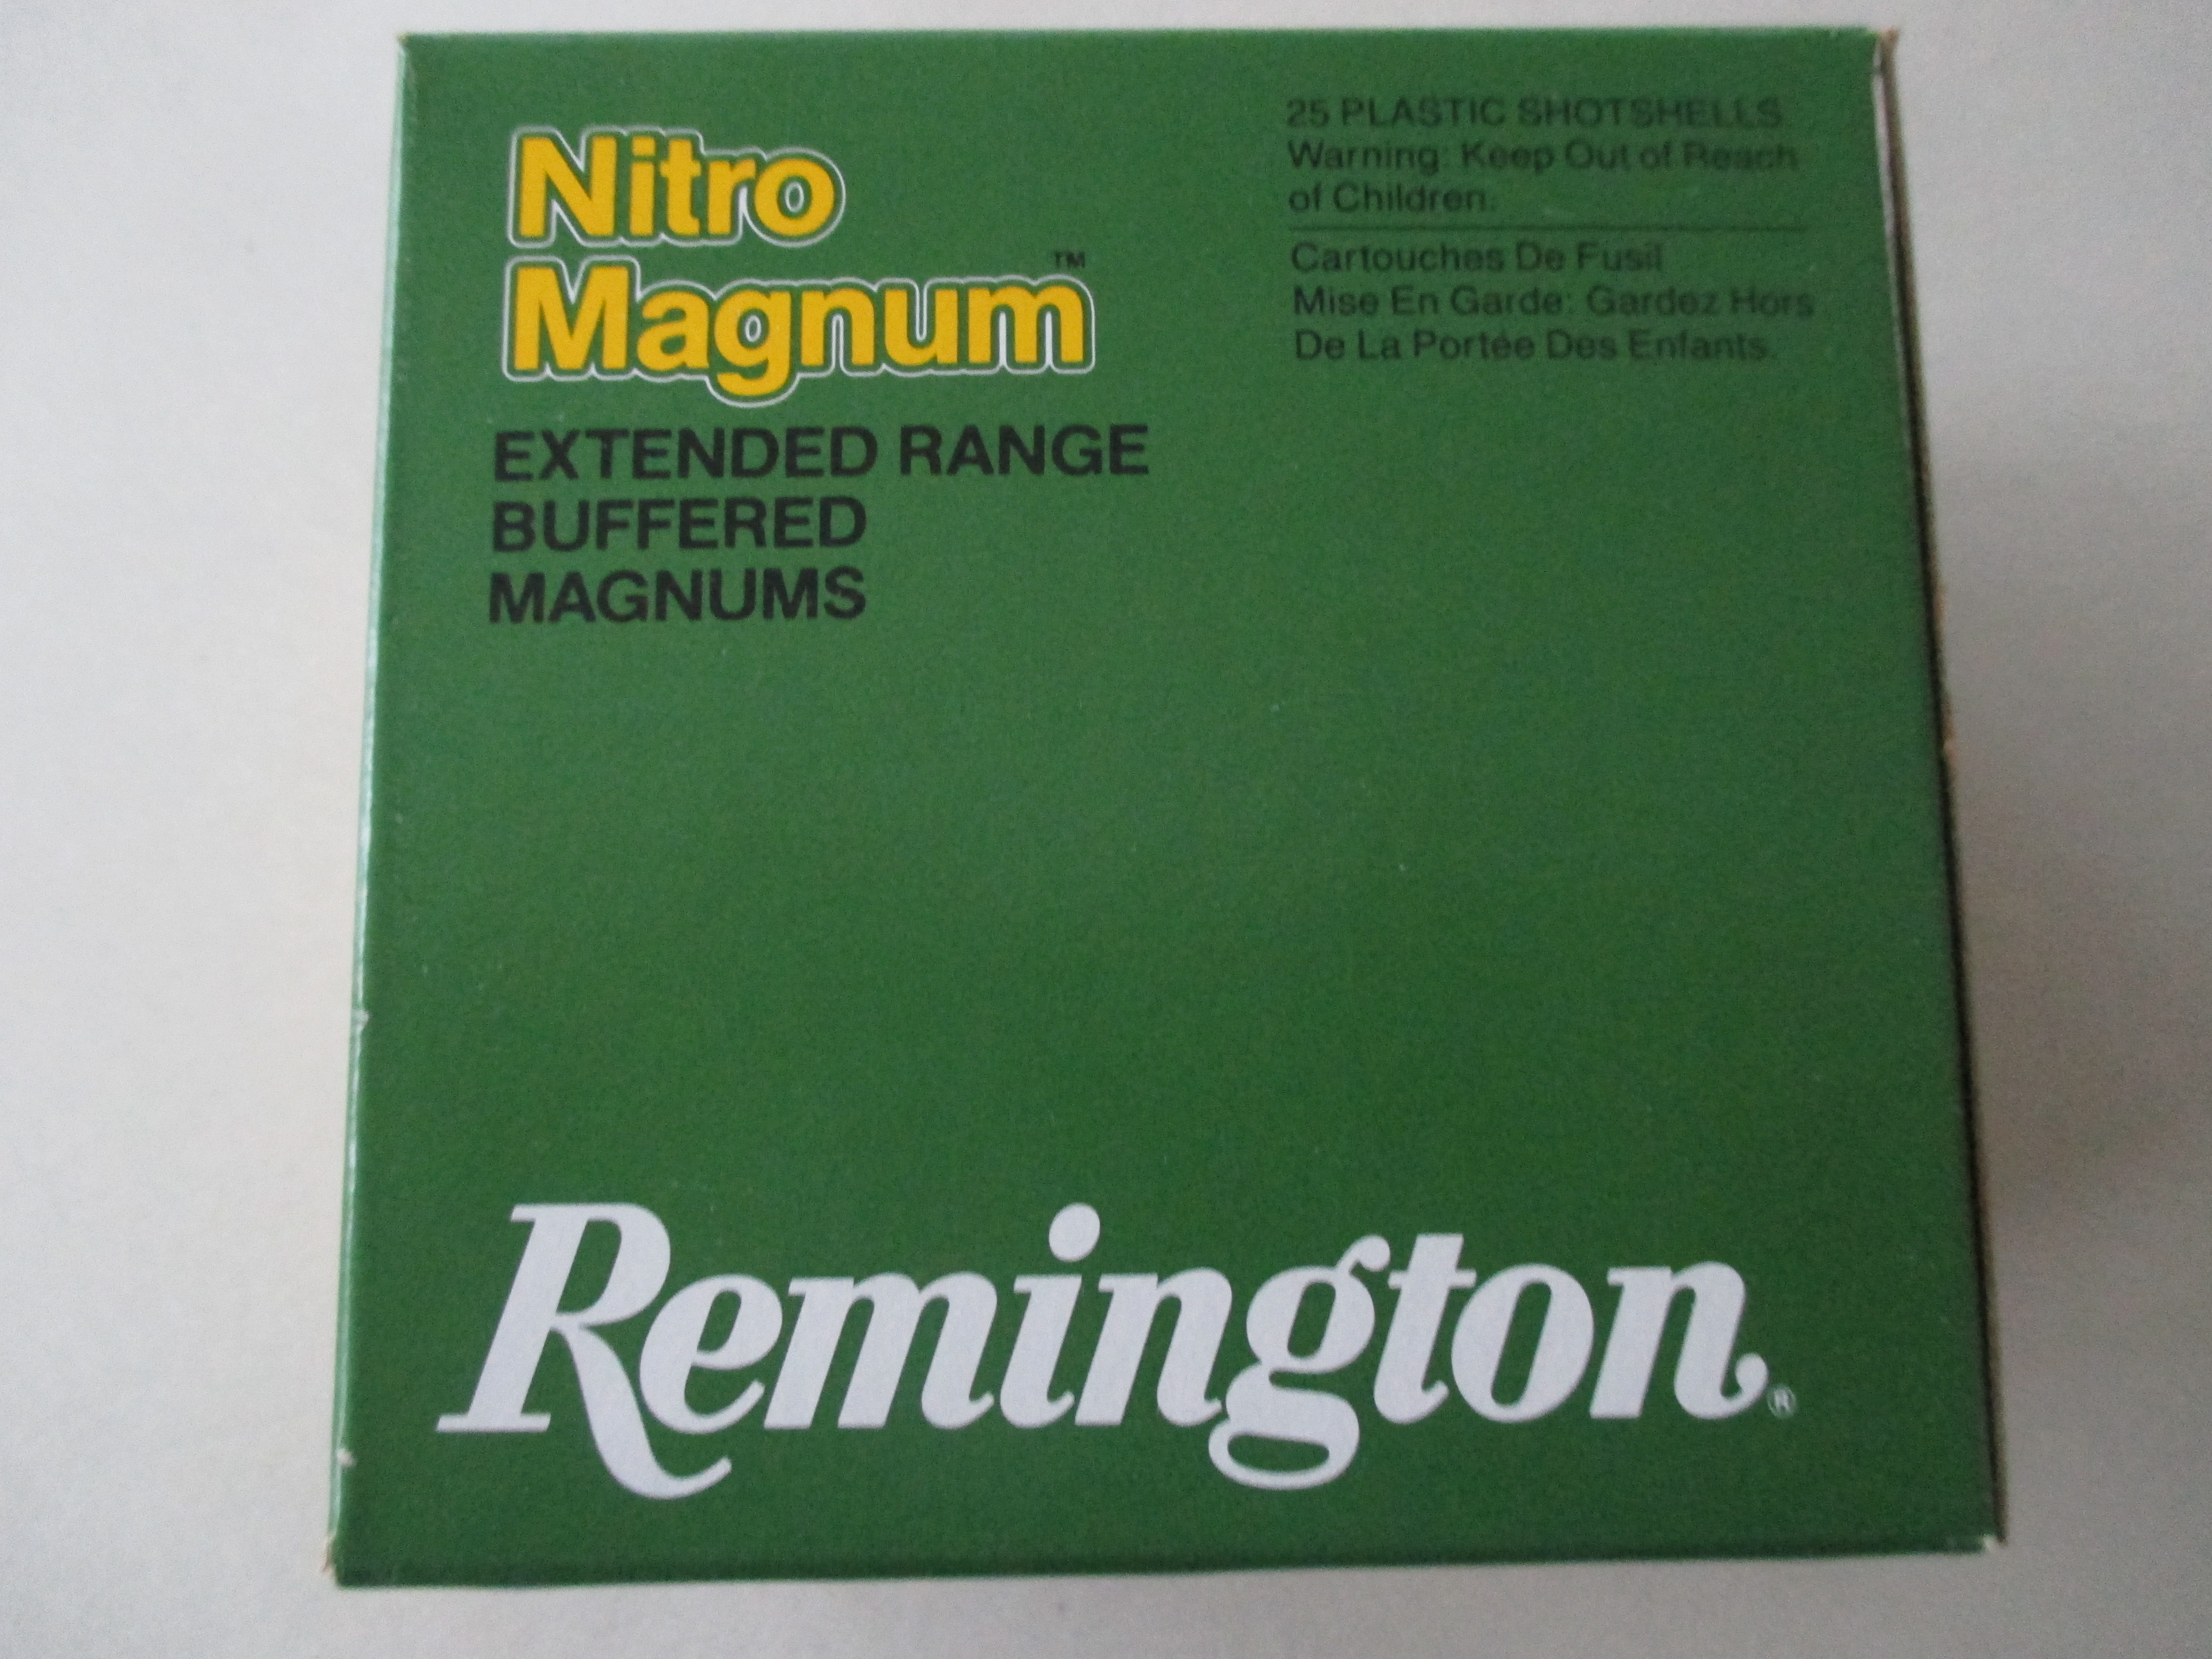 Nitro
Magnum™
EXTENDED RANGE
BUFFERED
MAGNUMS
25 PLASTIC SHOTSHELLS
Warning: Keep Out of Reach
of Children.
Cartouches De Fusil
Mise En Garde: Gardez Hors
De La Portée Des Enfants.
Remington®